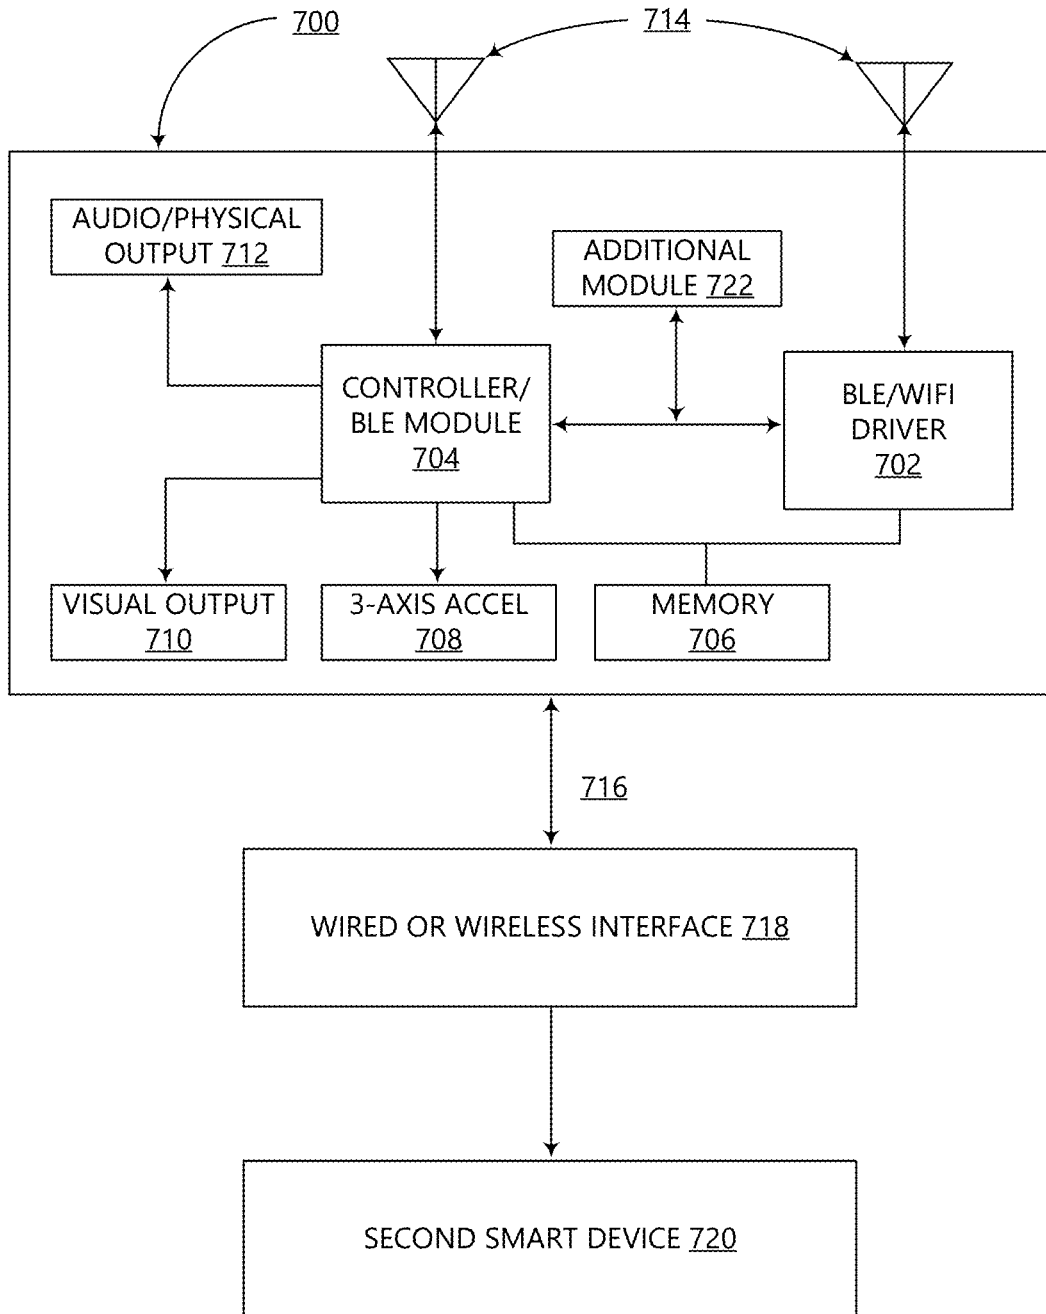 700
714
AUDIO/PHYSICAL
OUTPUT 712
ADDITIONAL
MODULE 722
CONTROLLER/
BLE MODULE
704
BLE/WIFI
DRIVER
702
VISUAL OUTPUT
710
3-AXIS ACCEL
708
MEMORY
706
716
WIRED OR WIRELESS INTERFACE 718
SECOND SMART DEVICE 720